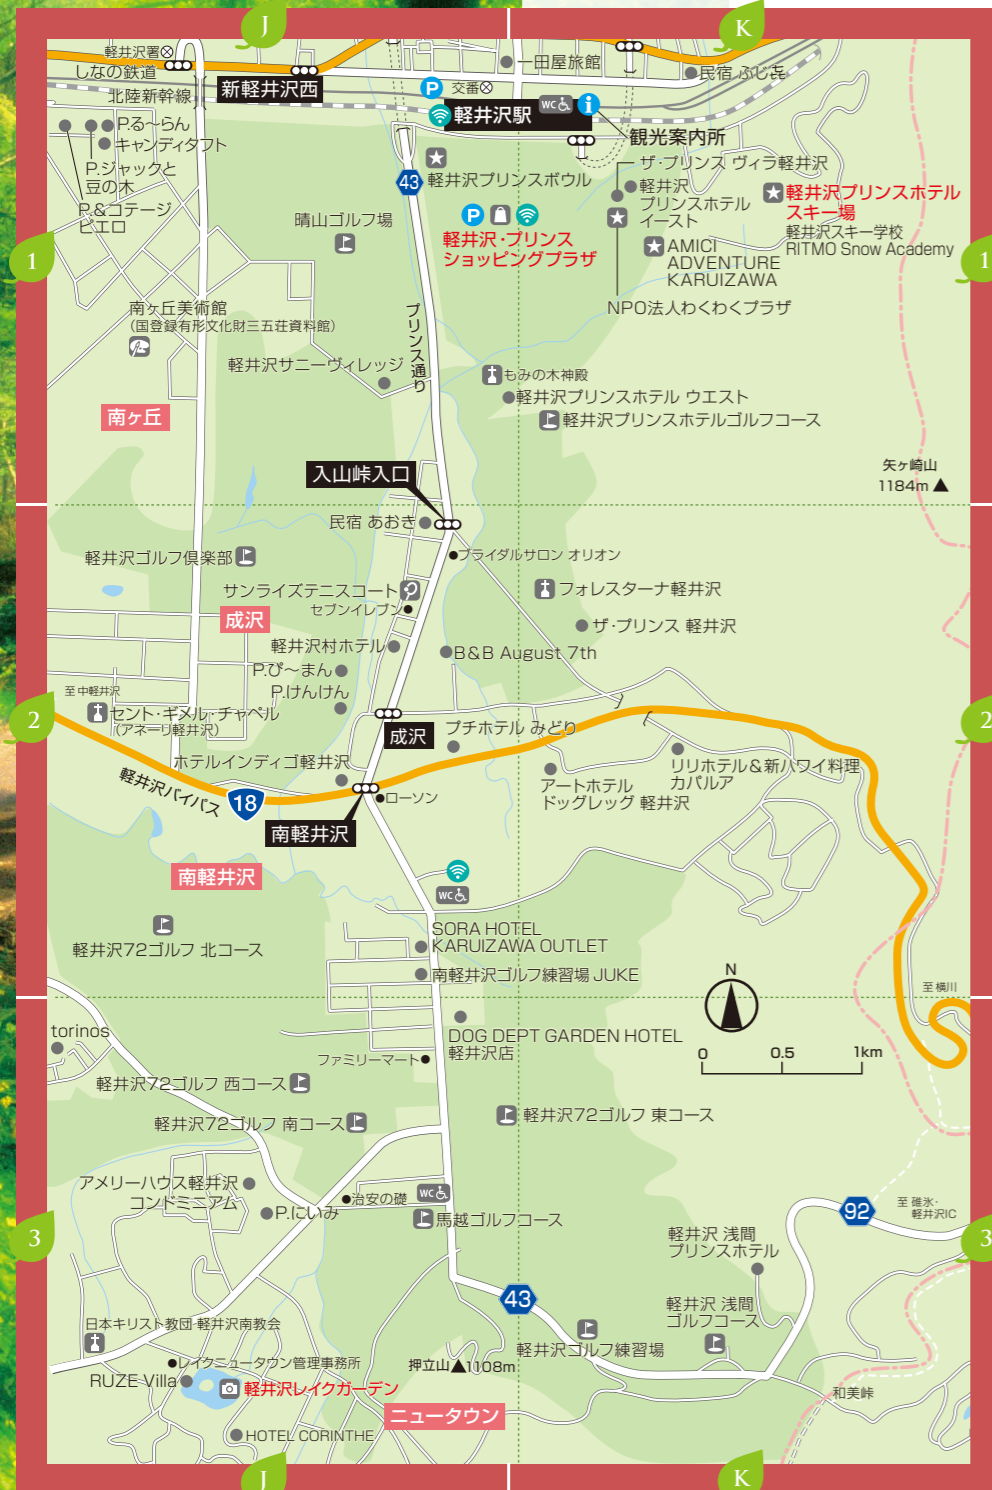 J
K
軽井沢署
しなの鉄道
北陸新幹線
新軽井沢西
一田屋旅館
民宿 ふじ㐂
P
交番
軽井沢駅
WC
i
観光案内所
P.る〜らん
キャンディタフト
P.ジャックと
豆の木
P.&コテージ
ピエロ
43
軽井沢プリンスボウル
晴山ゴルフ場
P
軽井沢・プリンス
ショッピングプラザ
ザ・プリンス ヴィラ軽井沢
軽井沢
プリンスホテル
イースト
軽井沢プリンスホテル
スキー場
軽井沢スキー学校
RITMO Snow Academy
AMICI
ADVENTURE
KARUIZAWA
NPO法人わくわくプラザ
1
1
南ヶ丘美術館
(国登録有形文化財三五荘資料館)
プリンス通り
軽井沢サニーヴィレッジ
もみの木神殿
軽井沢プリンスホテル ウエスト
軽井沢プリンスホテルゴルフコース
南ヶ丘
入山峠入口
矢ヶ崎山
1184m
民宿 あおき
ブライダルサロン オリオン
軽井沢ゴルフ倶楽部
サンライズテニスコート
セブンイレブン
フォレスターナ軽井沢
成沢
ザ・プリンス 軽井沢
軽井沢村ホテル
B&B August 7th
P.ぴ〜まん
P.けんけん
至 中軽井沢
セント・ギメル・チャペル
(アネーリ軽井沢)
2
2
成沢
プチホテル みどり
ホテルインディゴ軽井沢
軽井沢バイパス
18
ローソン
アートホテル
ドッグレッグ 軽井沢
リリホテル&新ハワイ料理
カパルア
南軽井沢
南軽井沢
WC
軽井沢72ゴルフ 北コース
SORA HOTEL
KARUIZAWA OUTLET
南軽井沢ゴルフ練習場 JUKE
N
至 横川
0 0.5 1km
torinos
DOG DEPT GARDEN HOTEL
軽井沢店
ファミリーマート
軽井沢72ゴルフ 西コース
軽井沢72ゴルフ 南コース
軽井沢72ゴルフ 東コース
アメリーハウス軽井沢
コンドミニアム
P.にいみ
治安の礎
WC
馬越ゴルフコース
92
至 碓氷・
軽井沢IC
3
3
軽井沢 浅間
プリンスホテル
43
軽井沢 浅間
ゴルフコース
日本キリスト教団・軽井沢南教会
軽井沢ゴルフ練習場
レイクニュータウン管理事務所
押立山 1108m
RUZE Villa
軽井沢レイクガーデン
和美峠
ニュータウン
HOTEL CORINTHE
J
K